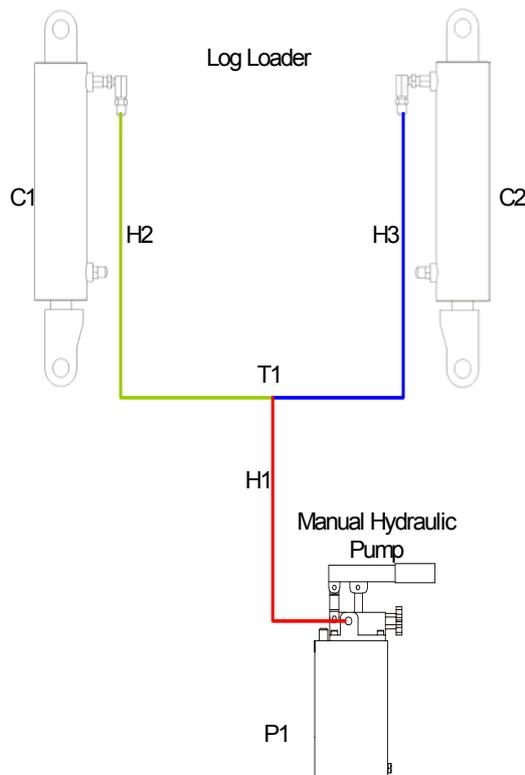 Log Loader
C1
C2
H2
H3
T1
H1
Manual Hydraulic
Pump
P1